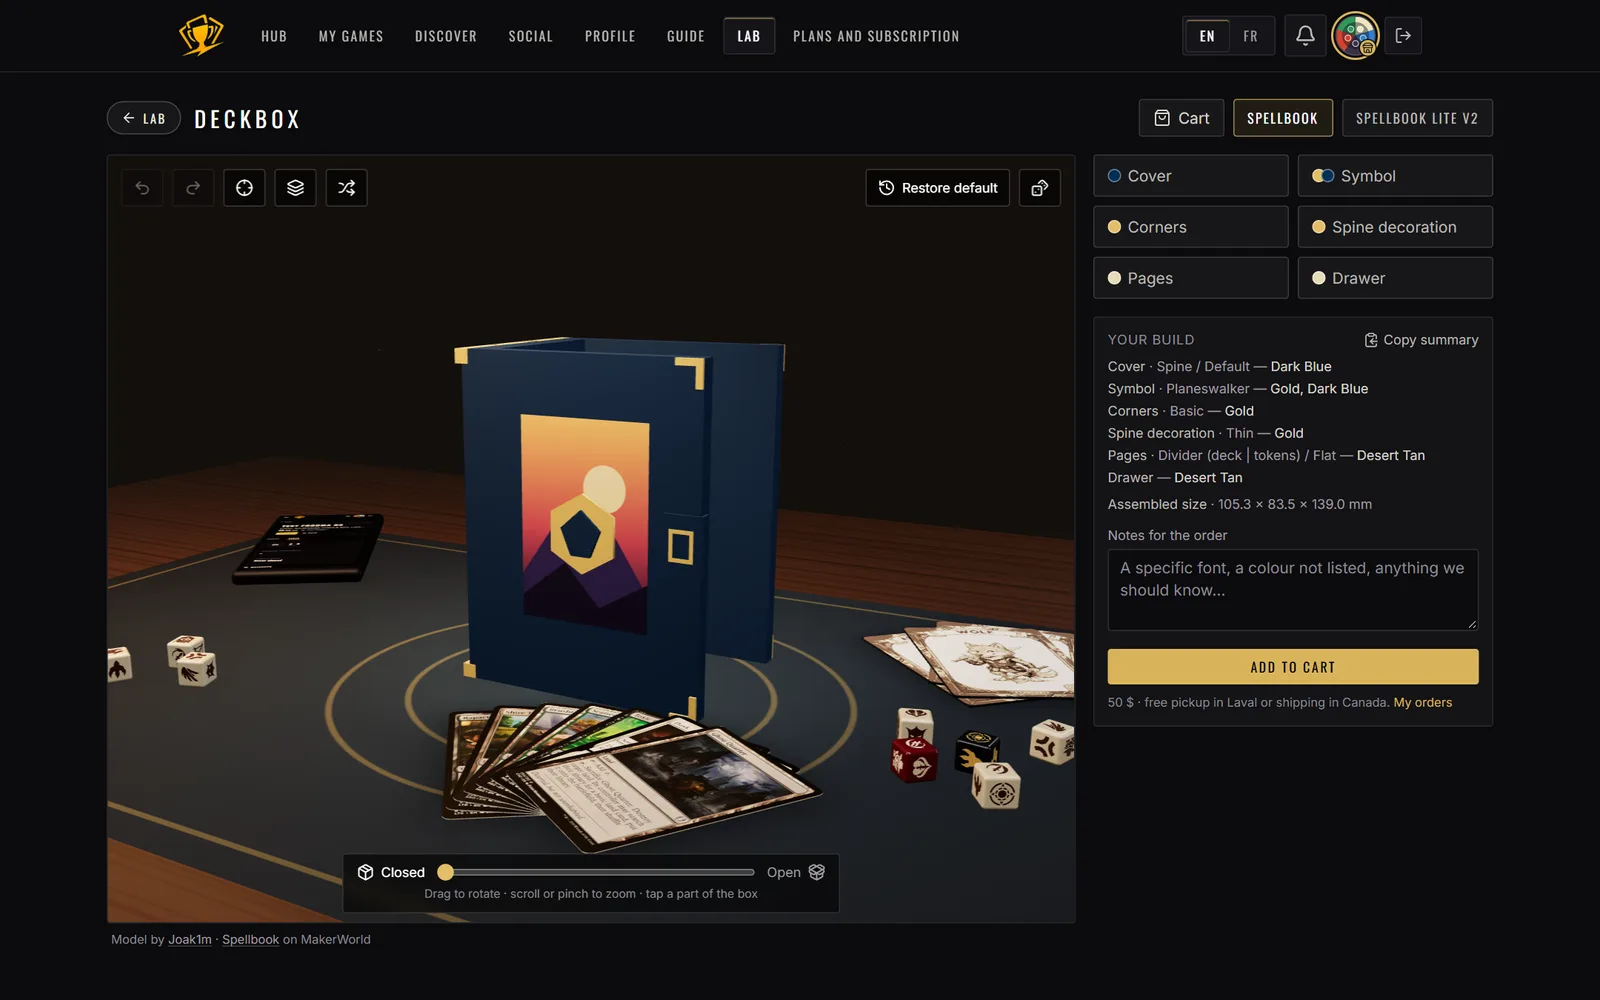 HUB
MY GAMES
DISCOVER
SOCIAL
PROFILE
GUIDE
LAB
PLANS AND SUBSCRIPTION
EN
FR
LAB
DECKBOX
Cart
SPELLBOOK
SPELLBOOK LITE V2
Restore default
Cover
Symbol
Corners
Spine decoration
Pages
Drawer
YOUR BUILD
Copy summary
Cover · Spine / Default — Dark Blue
Symbol · Planeswalker — Gold, Dark Blue
Corners · Basic — Gold
Spine decoration · Thin — Gold
Pages · Divider (deck | tokens) / Flat — Desert Tan
Drawer — Desert Tan
Assembled size · 105.3 × 83.5 × 139.0 mm
Notes for the order
A specific font, a colour not listed, anything we
should know...
ADD TO CART
50 $ · free pickup in Laval or shipping in Canada. My orders
WOLF
Closed
Open
Drag to rotate · scroll or pinch to zoom · tap a part of the box
Model by Joak1m · Spellbook on MakerWorld